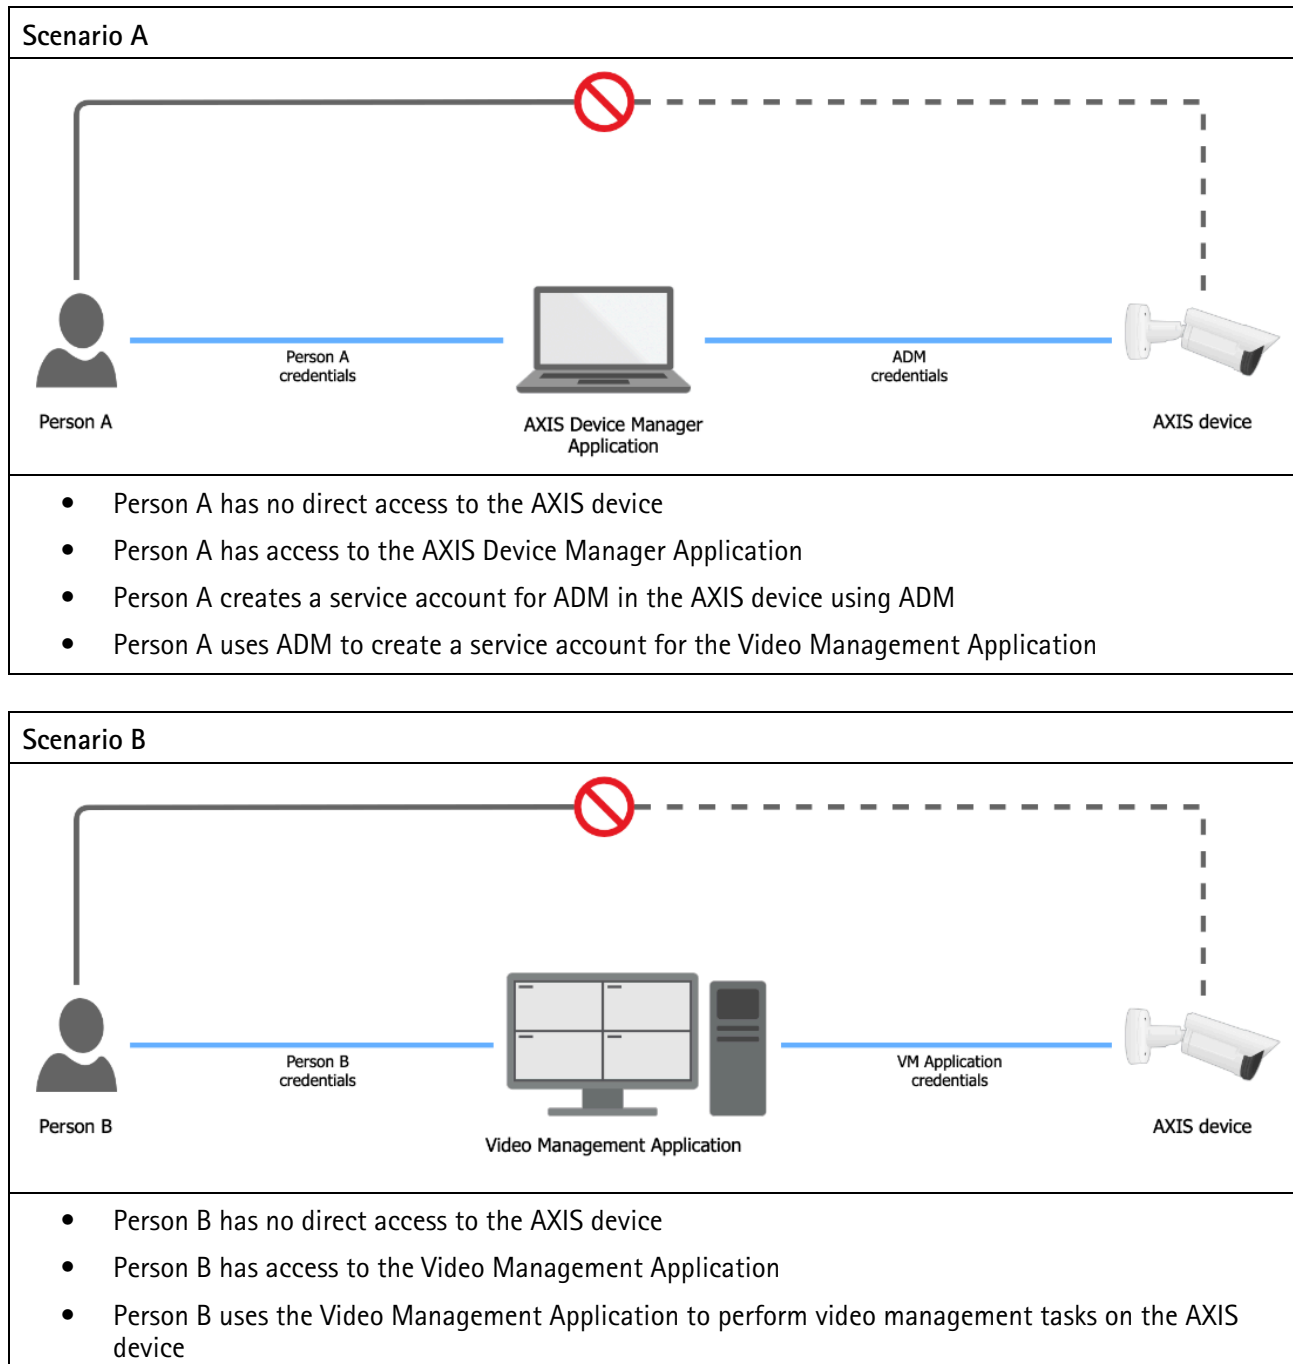 Scenario A
Person A
credentials
ADM
credentials
Person A
AXIS Device Manager
Application
AXIS device
• Person A has no direct access to the AXIS device
• Person A has access to the AXIS Device Manager Application
• Person A creates a service account for ADM in the AXIS device using ADM
• Person A uses ADM to create a service account for the Video Management Application
Scenario B
Person B
credentials
VM Application
credentials
Person B
Video Management Application
AXIS device
• Person B has no direct access to the AXIS device
• Person B has access to the Video Management Application
• Person B uses the Video Management Application to perform video management tasks on the AXIS
device